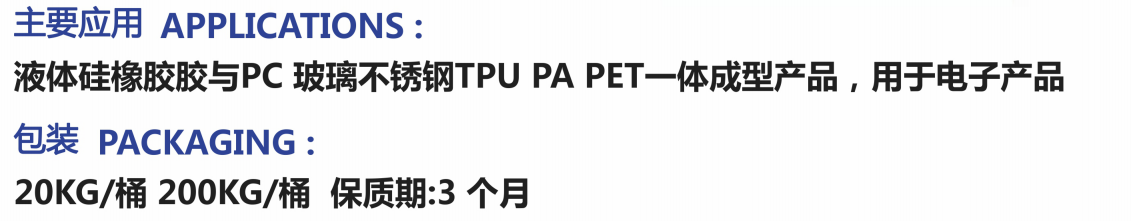 主要应用 APPLICATIONS :
液体硅橡胶胶与PC 玻璃不锈钢TPU PA PET一体成型产品，用于电子产品
包装 PACKAGING :
20KG/桶 200KG/桶 保质期:3 个月